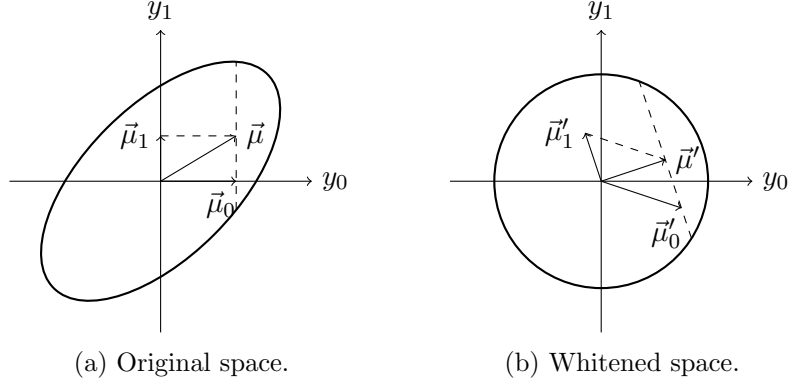 y₁
μ⃗₁
μ⃗
y₀
μ⃗₀
(a) Original space.
y₁
μ⃗′₁
μ⃗′
y₀
μ⃗′₀
(b) Whitened space.